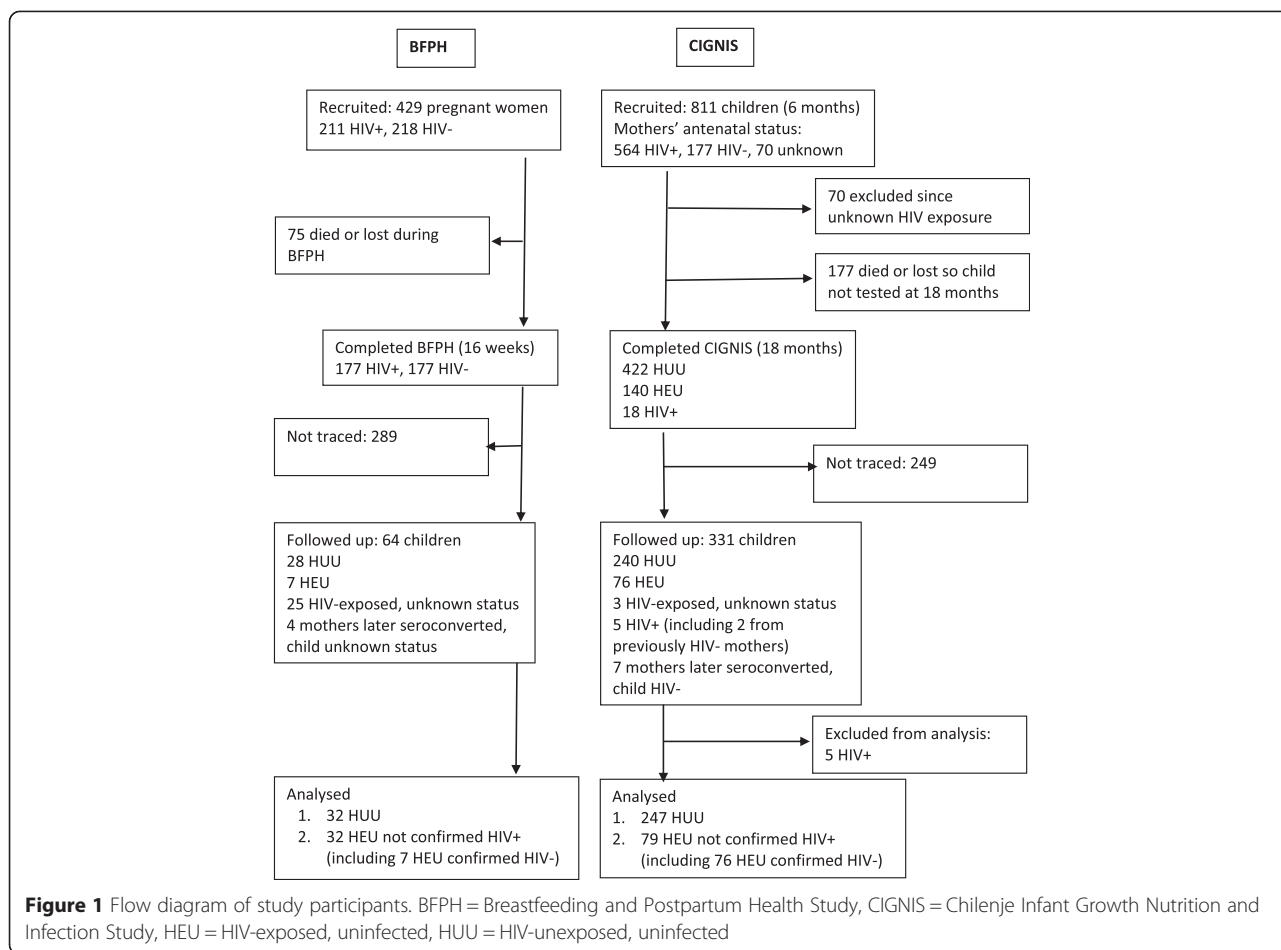 BFPH
Recruited: 429 pregnant women
211 HIV+, 218 HIV-
75 died or lost during
BFPH
Completed BFPH (16 weeks)
177 HIV+, 177 HIV-
Not traced: 289
Followed up: 64 children
28 HUU
7 HEU
25 HIV-exposed, unknown status
4 mothers later seroconverted,
child unknown status
Analysed
1. 32 HUU
2. 32 HEU not confirmed HIV+
(including 7 HEU confirmed HIV-)
CIGNIS
Recruited: 811 children (6 months)
Mothers' antenatal status:
564 HIV+, 177 HIV-, 70 unknown
70 excluded since
unknown HIV exposure
177 died or lost so child
not tested at 18 months
Completed CIGNIS (18 months)
422 HUU
140 HEU
18 HIV+
Not traced: 249
Followed up: 331 children
240 HUU
76 HEU
3 HIV-exposed, unknown status
5 HIV+ (including 2 from
previously HIV- mothers)
7 mothers later seroconverted,
child HIV-
Excluded from analysis:
5 HIV+
Analysed
1. 247 HUU
2. 79 HEU not confirmed HIV+
(including 76 HEU confirmed HIV-)
Figure 1 Flow diagram of study participants. BFPH = Breastfeeding and Postpartum Health Study, CIGNIS = Chilenje Infant Growth Nutrition and
Infection Study, HEU = HIV-exposed, uninfected, HUU = HIV-unexposed, uninfected